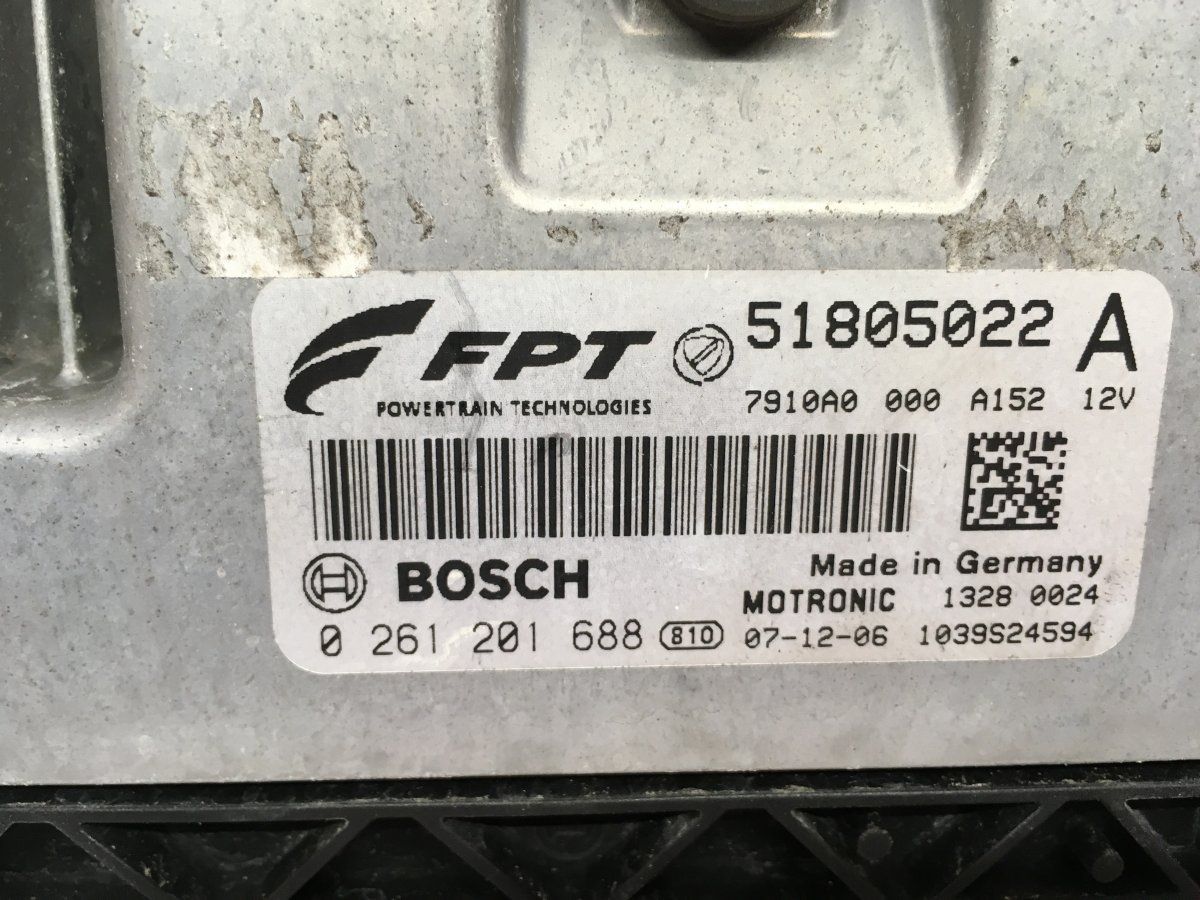 FPT 51805022 A
POWERTRAIN TECHNOLOGIES 7910A0 000 A152 12V
BOSCH Made in Germany
MOTRONIC 1328 0024
0 261 201 688 810 07-12-06 1039S24594